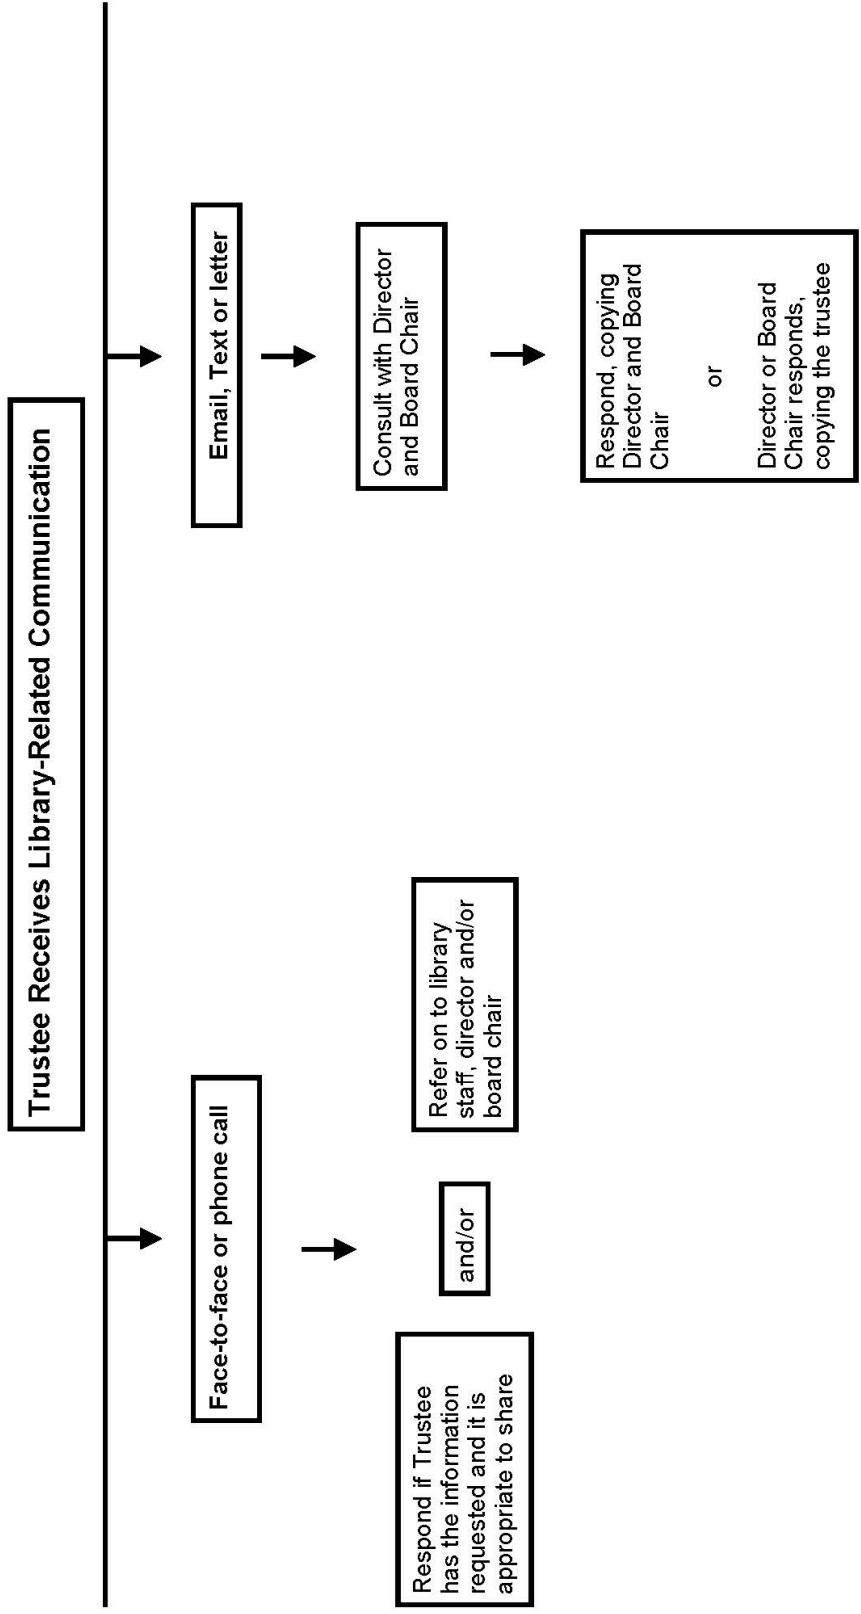 Trustee Receives Library-Related Communication
Face-to-face or phone call
Respond if Trustee
has the information
requested and it is
appropriate to share
and/or
Refer on to library
staff, director and/or
board chair
Email, Text or letter
Consult with Director
and Board Chair
Respond, copying
Director and Board
Chair
or
Director or Board
Chair responds,
copying the trustee